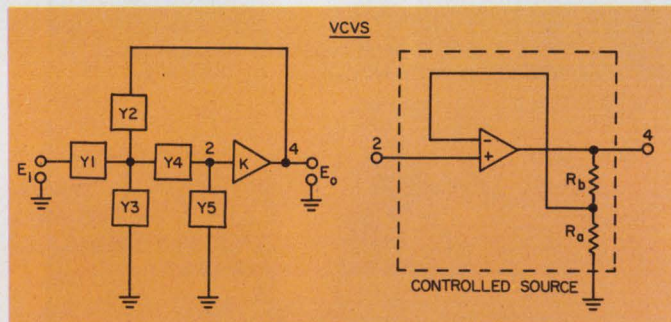 VCVS
Y2
Y1
Y4
2
K
4
E1
Eo
Y3
Y5
2
-
+
4
Rb
Ra
CONTROLLED SOURCE